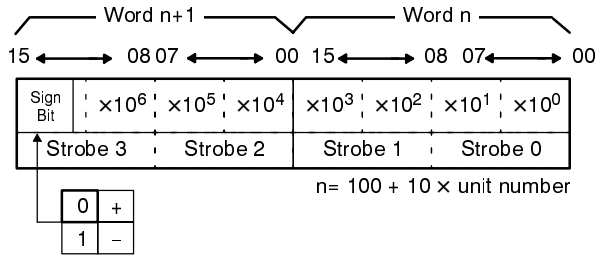 Word n+1 Word n
15 08 07 00 15 08 07 00
Sign Bit ×10⁶ ×10⁵ ×10⁴ ×10³ ×10² ×10¹ ×10⁰
Strobe 3 Strobe 2 Strobe 1 Strobe 0
n= 100 + 10 × unit number
0 +
1 −